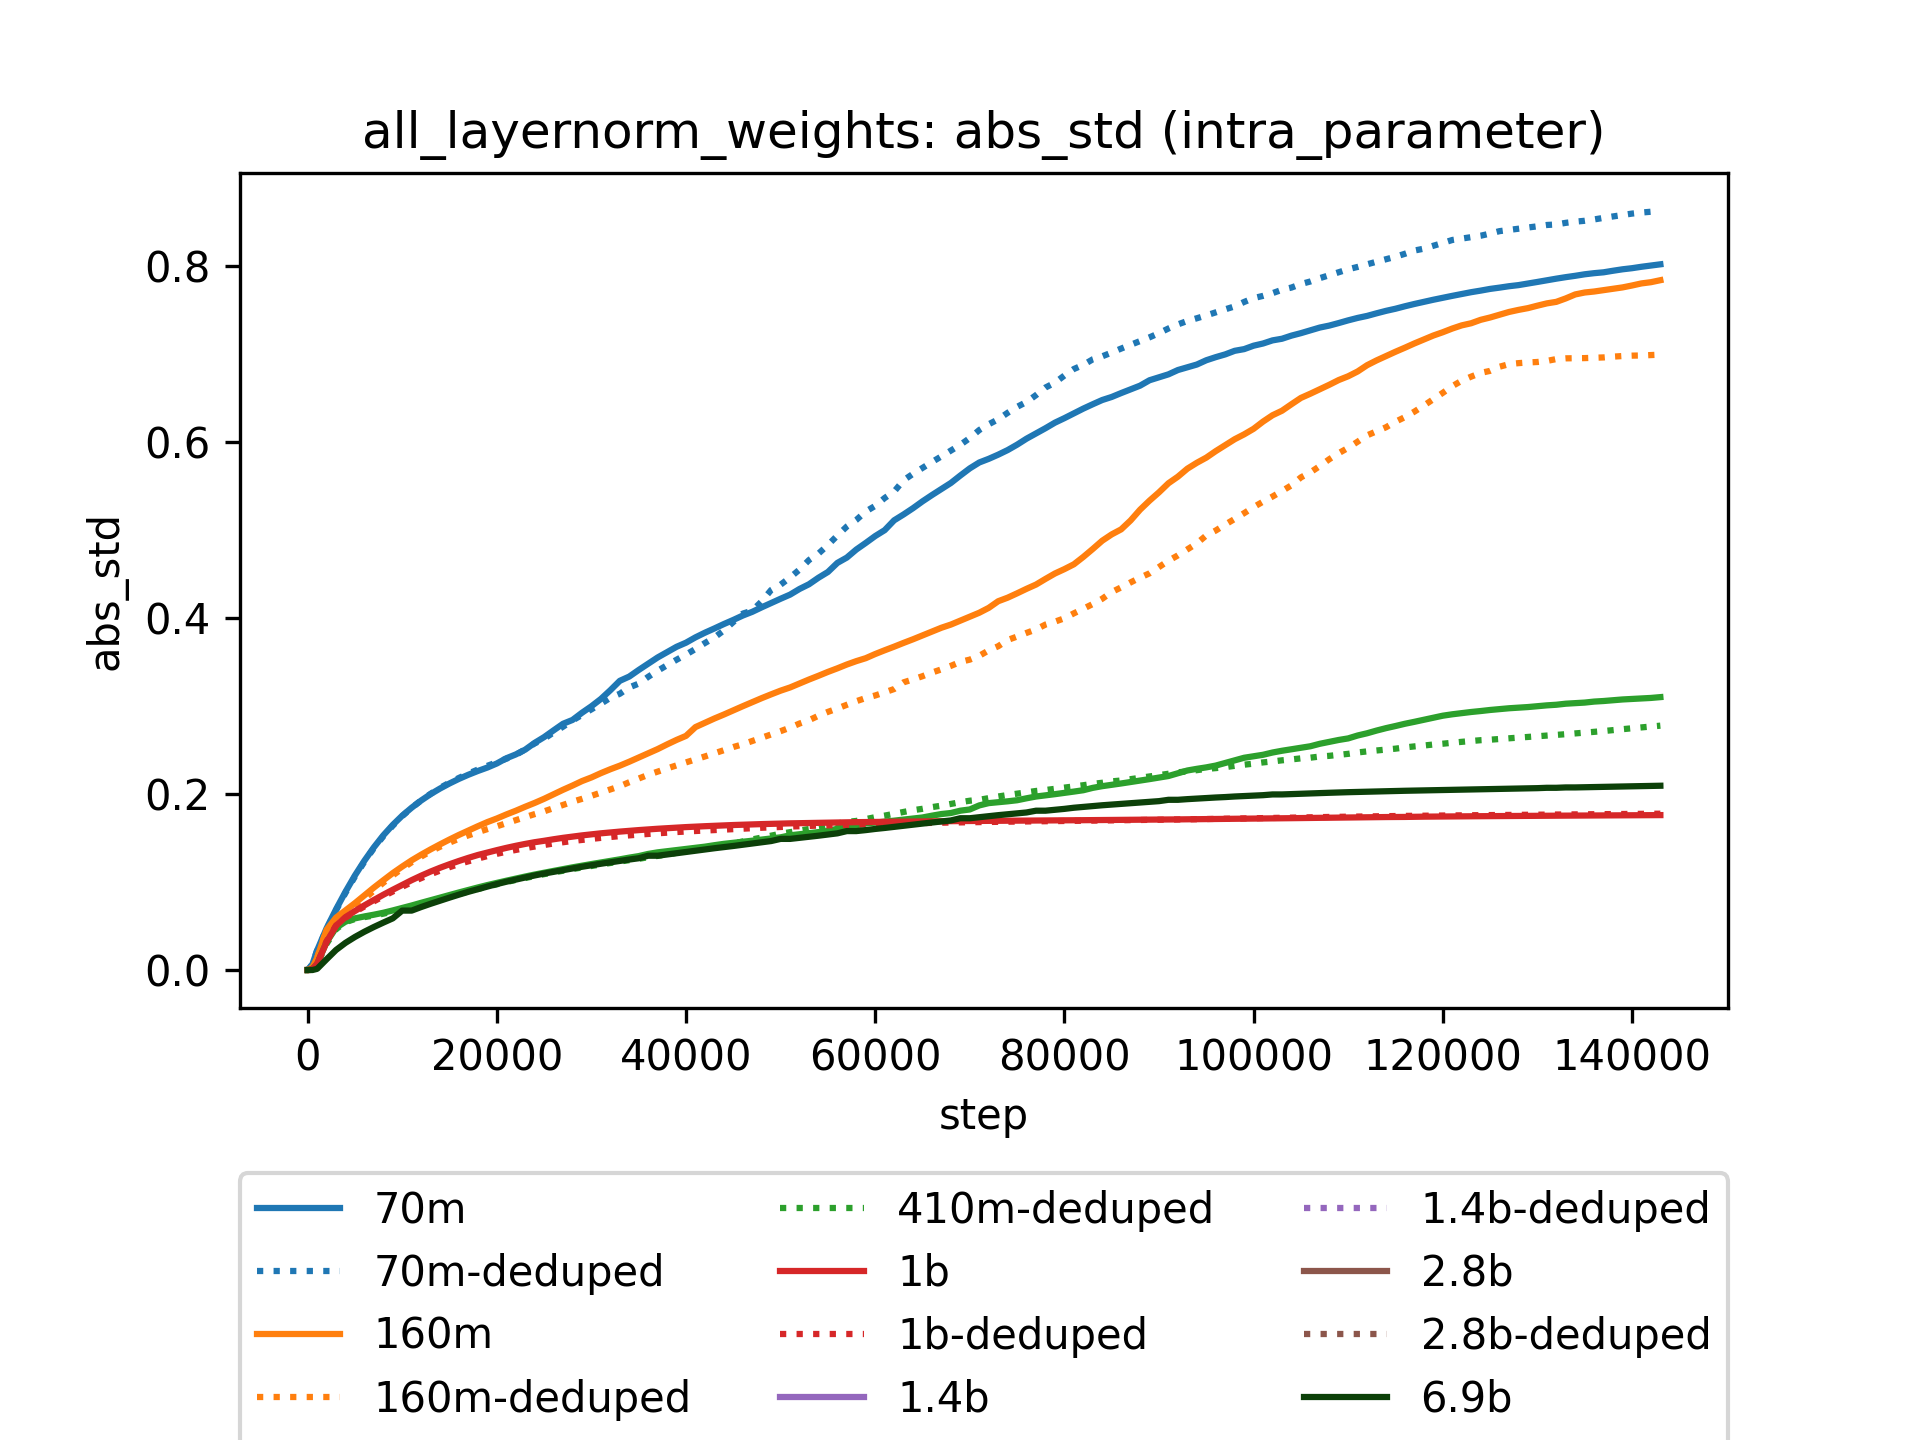 all_layernorm_weights: abs_std (intra_parameter)
abs_std
0.8
0.6
0.4
0.2
0.0
0 20000 40000 60000 80000 100000 120000 140000
step
70m 410m-deduped 1.4b-deduped
70m-deduped 1b 2.8b
160m 1b-deduped 2.8b-deduped
160m-deduped 1.4b 6.9b